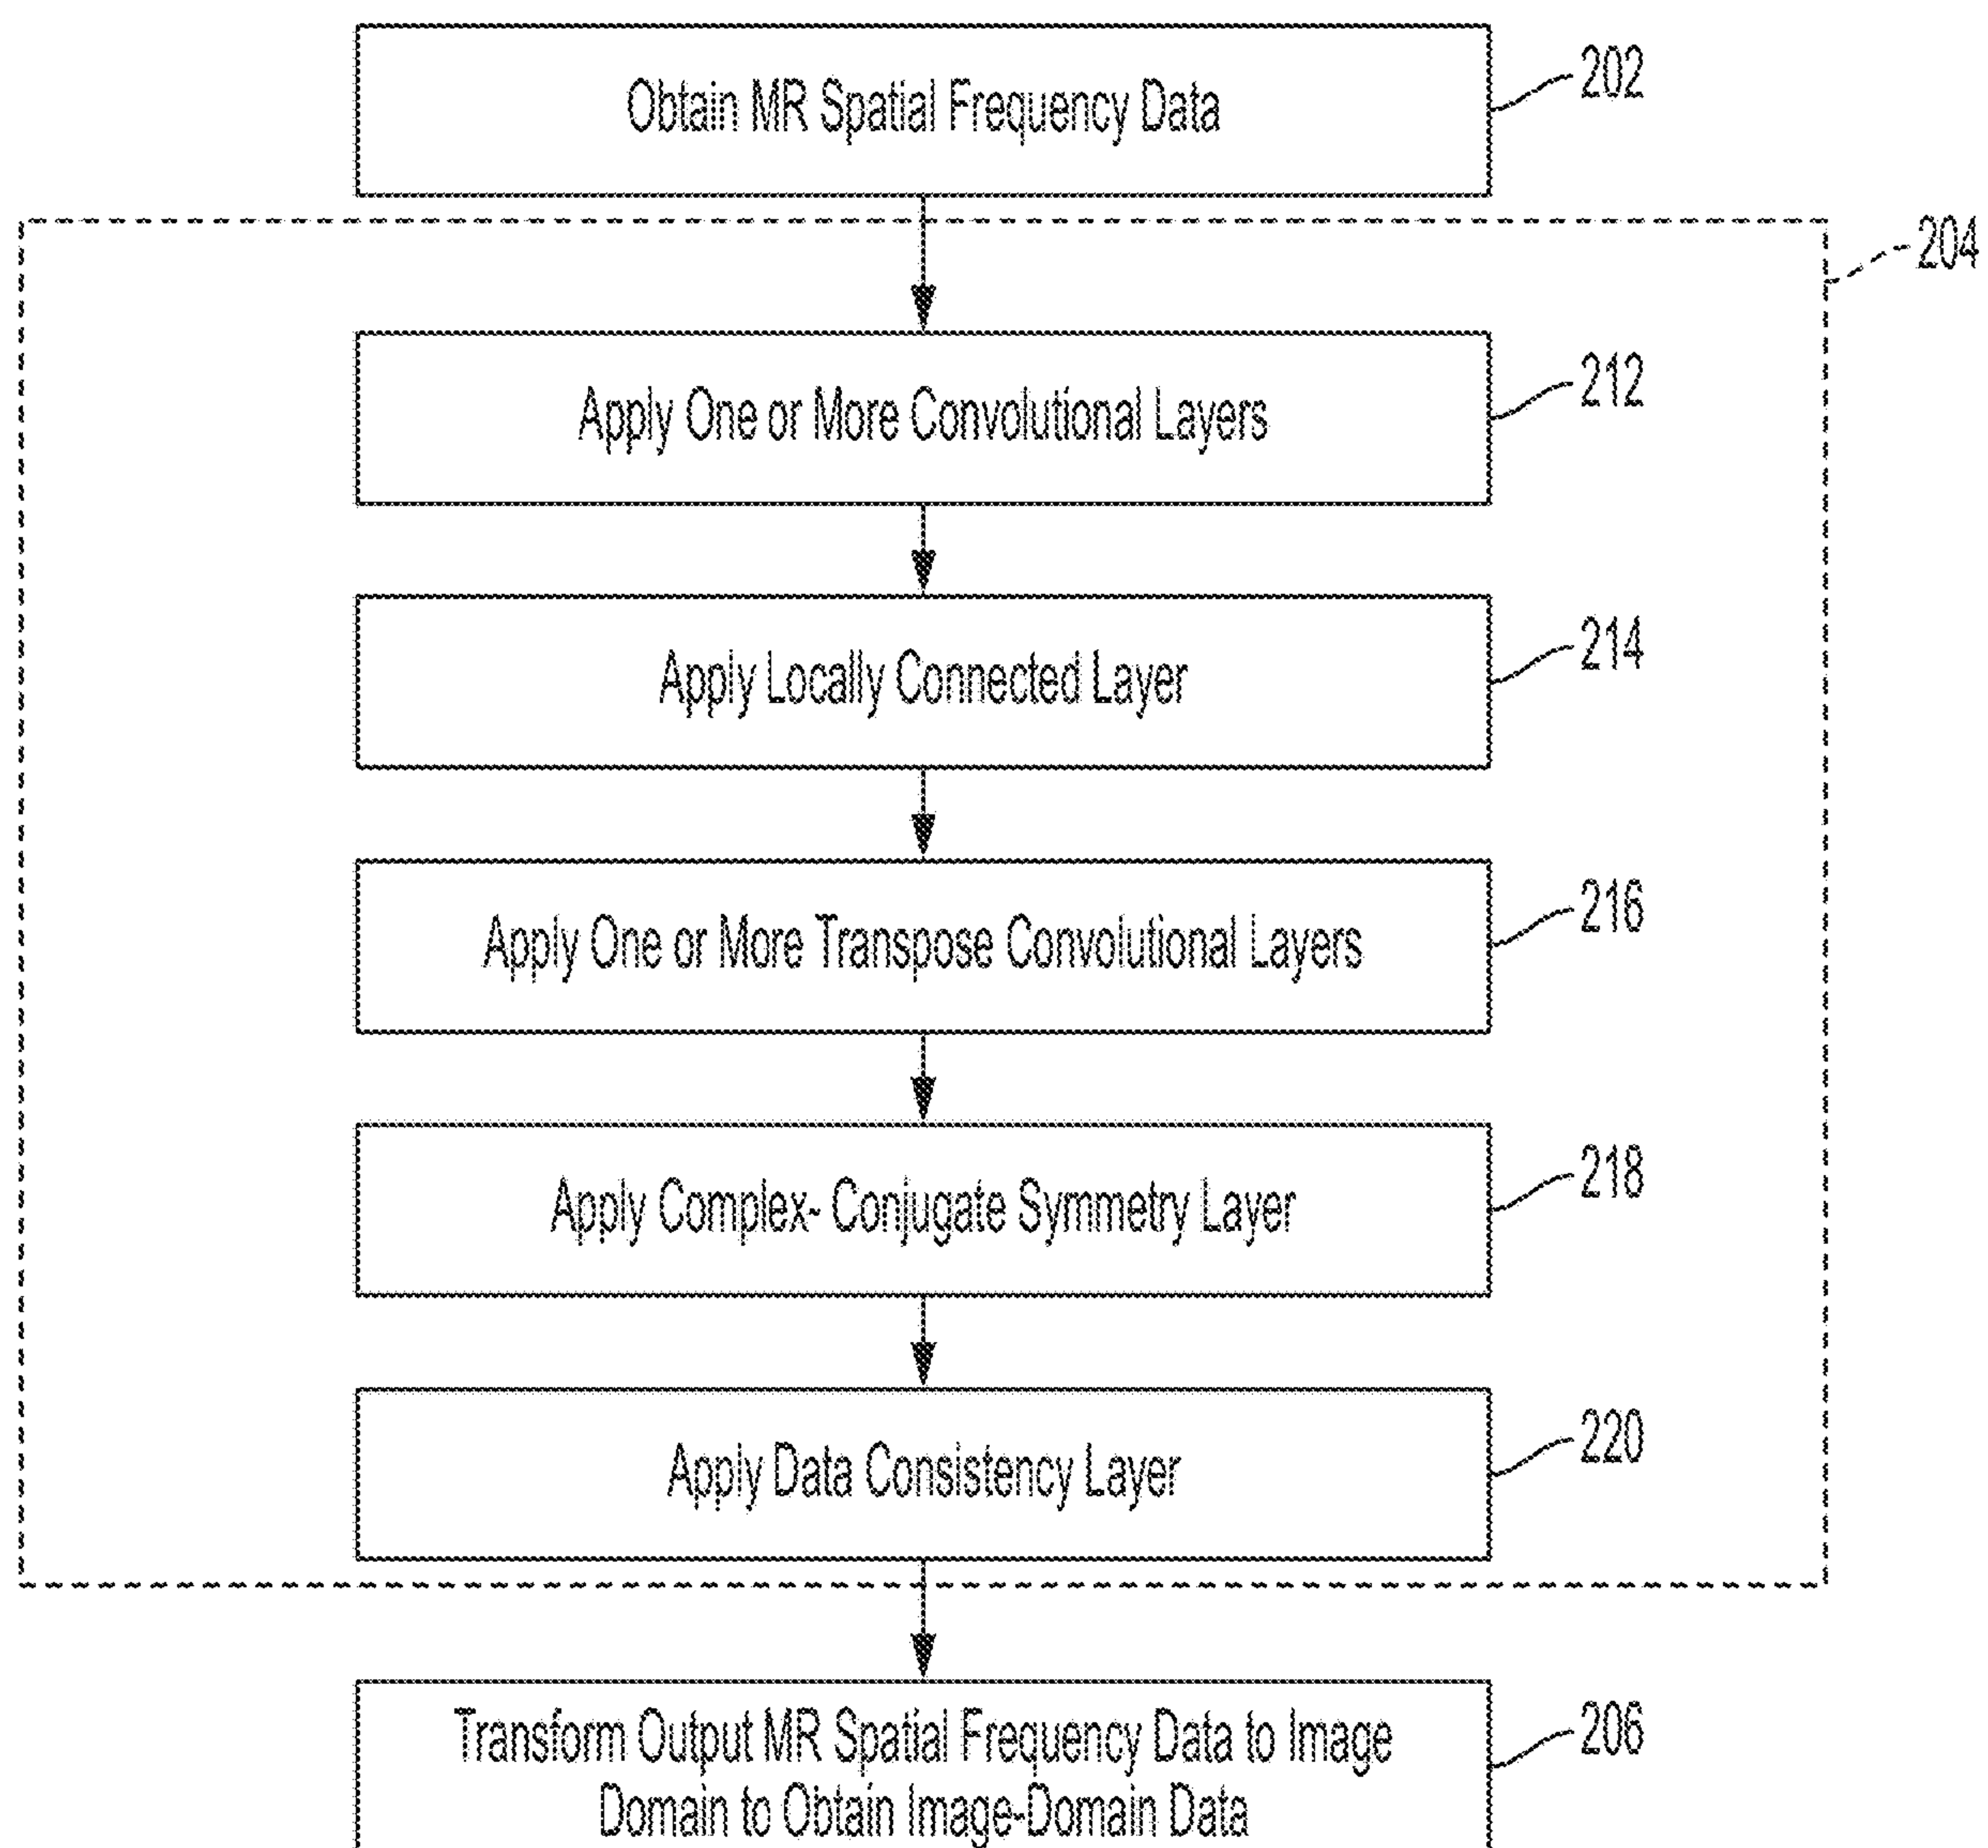 Obtain MR Spatial Frequency Data
202
204
Apply One or More Convolutional Layers
212
Apply Locally Connected Layer
214
Apply One or More Transpose Convolutional Layers
216
Apply Complex- Conjugate Symmetry Layer
218
Apply Data Consistency Layer
220
Transform Output MR Spatial Frequency Data to Image
Domain to Obtain Image-Domain Data
206